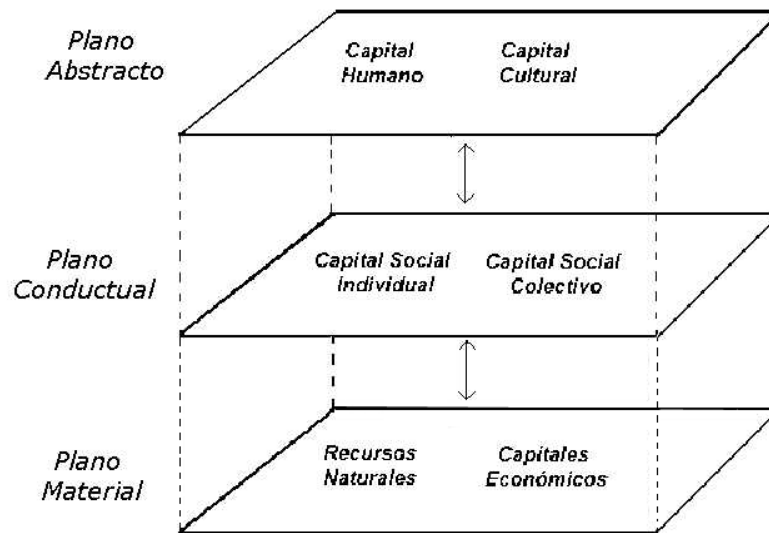 Plano
Abstracto
Capital
Humano
Capital
Cultural
Plano
Conductual
Capital Social
Individual
Capital Social
Colectivo
Plano
Material
Recursos
Naturales
Capitales
Económicos